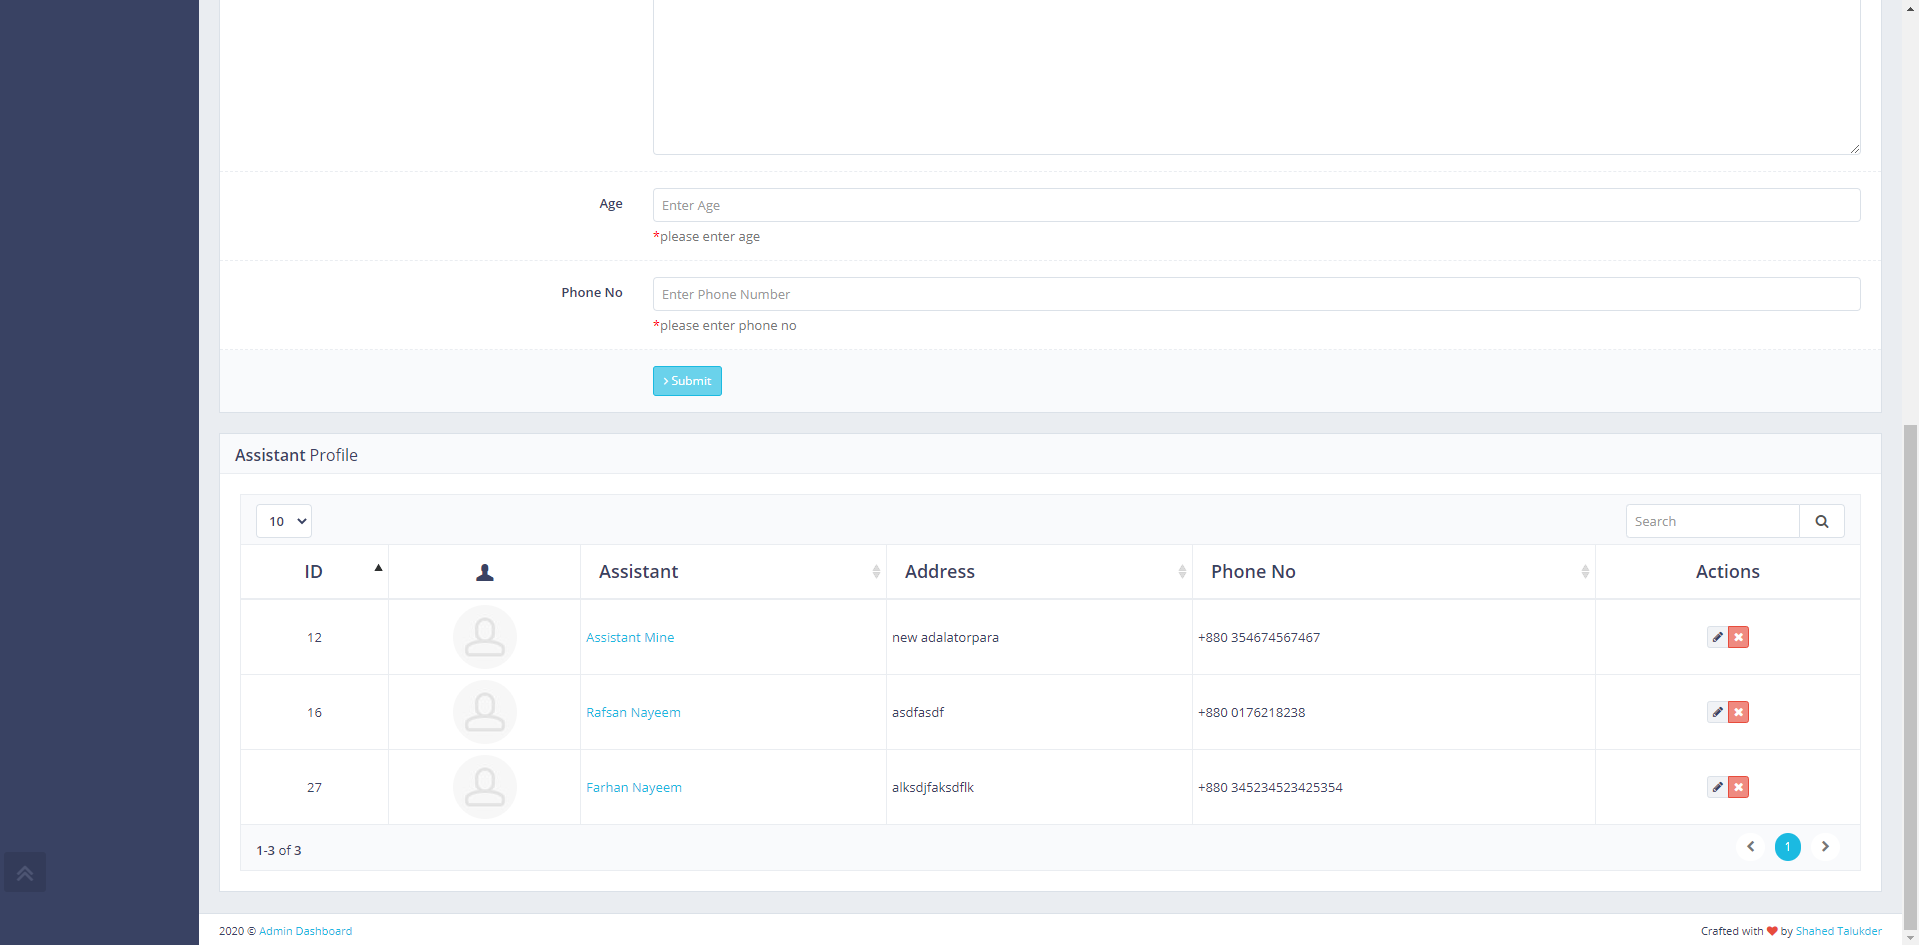 Age
Enter Age
*please enter age
Phone No
Enter Phone Number
*please enter phone no
Submit
Assistant Profile
10
Search
ID Assistant Address Phone No Actions
12 Assistant Mine new adalatorpara +880 354674567467
16 Rafsan Nayeem asdfasdf +880 0176218238
27 Farhan Nayeem alksdjfaksdflk +880 345234523425354
1-3 of 3
1
2020 © Admin Dashboard
Crafted with ❤ by Shahed Talukder